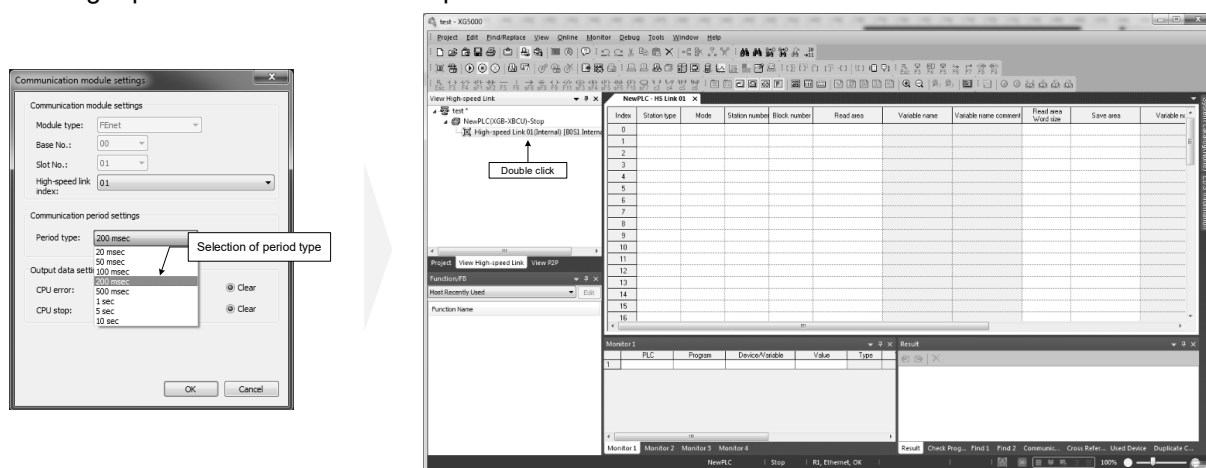 Communication module settings
Communication module settings
Module type: FEnet
Base No.: 00
Slot No.: 01
High-speed link index: 01
Communication period settings
Period type: 200 msec
Selection of period type
20 msec
50 msec
100 msec
200 msec
500 msec
1 sec
5 sec
10 sec
Output data setti
CPU error: Clear
CPU stop: Clear
OK Cancel
test - XG5000
Project Edit Find/Replace View Online Monitor Debug Tools Window Help
View High-speed Link
test *
NewPLC(XGB-XBCU)-Stop
High-speed Link 01(Internal) [B0S1 Interna
Double click
Project View High-speed Link View P2P
Function/FB
Most Recently Used Edit
Function Name
NewPLC - HS Link 01
Index Station type Mode Station number Block number Read area Variable name Variable name comment Read area Word size Save area Variable
0
1
2
3
4
5
6
7
8
9
10
11
12
13
14
15
16
Monitor 1
PLC Program Device/Variable Value Type
1
Monitor 1 Monitor 2 Monitor 3 Monitor 4
Result
Result Check Prog... Find 1 Find 2 Communic... Cross Refer... Used Device Duplicate C...
NewPLC Stop R1, Ethernet, OK 100%